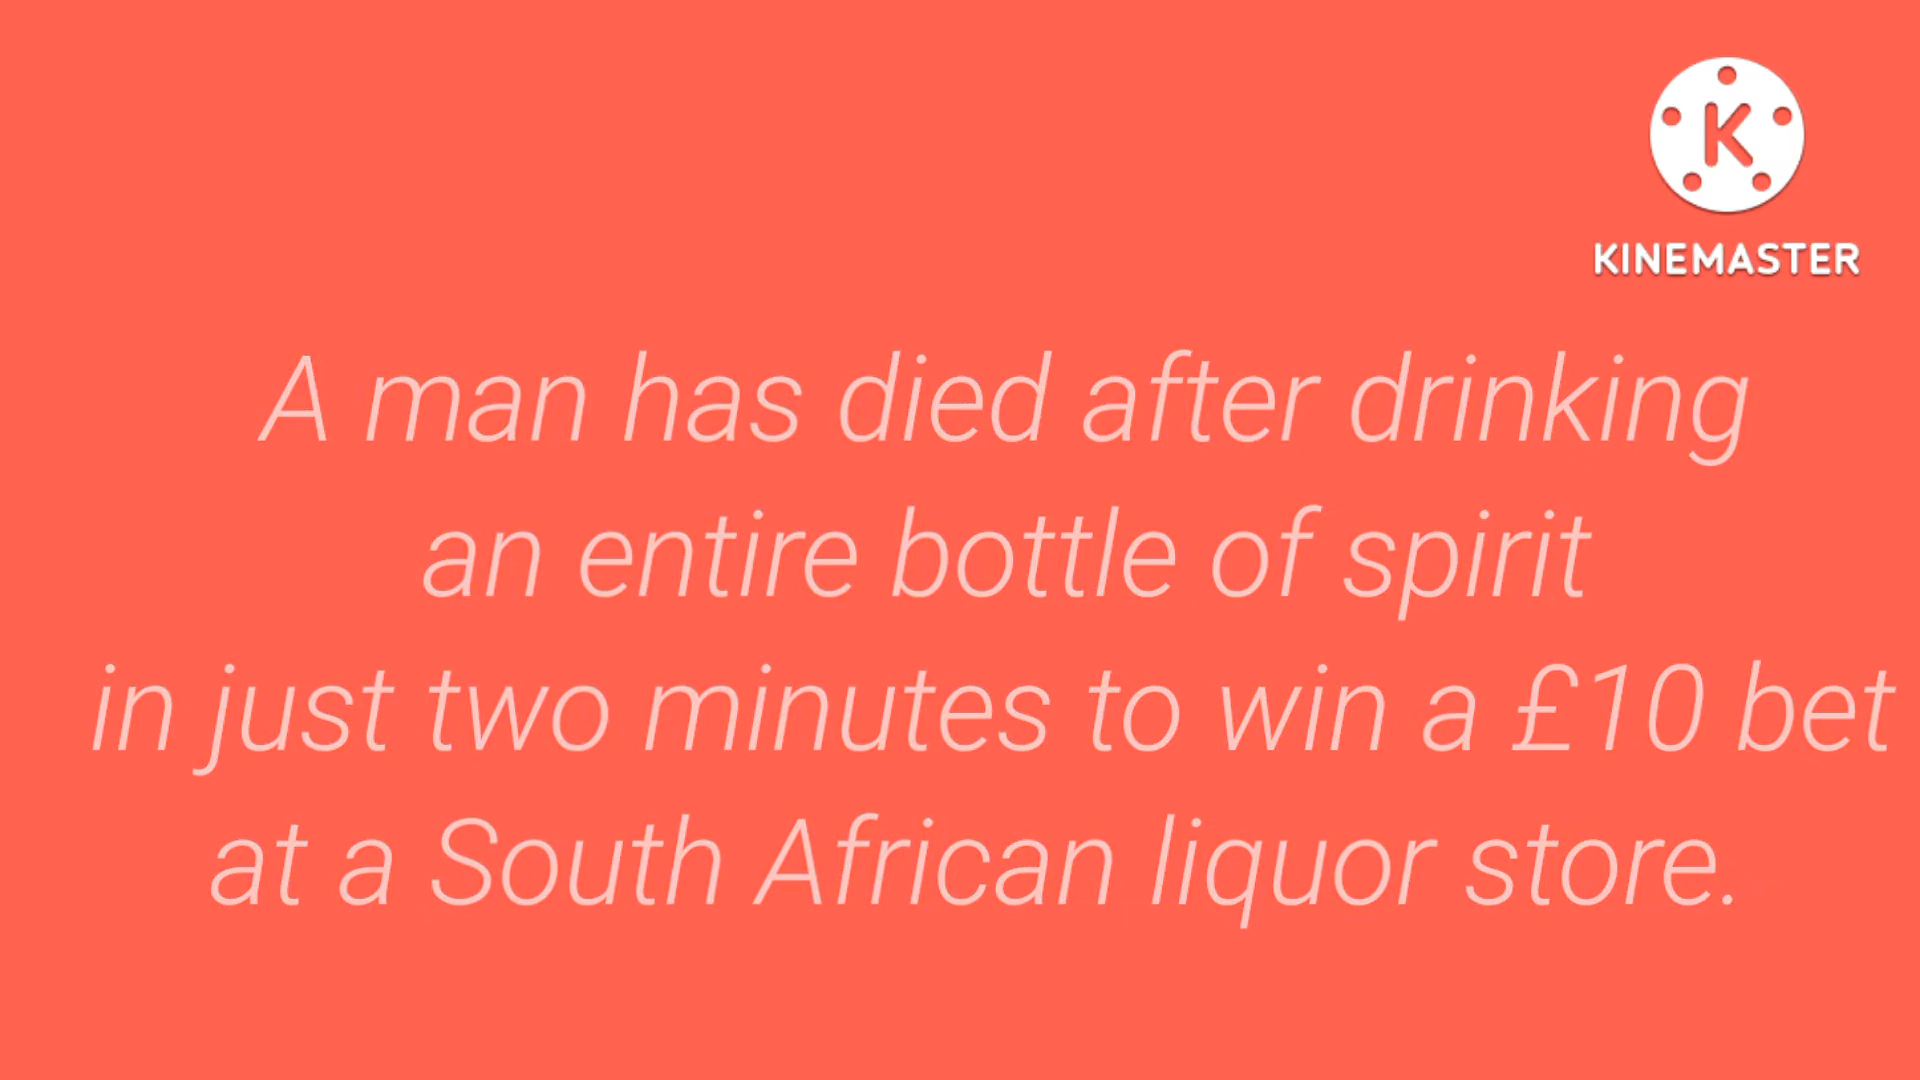 K
KINEMASTER
A man has died after drinking
an entire bottle of spirit
in just two minutes to win a £10 bet
at a South African liquor store.